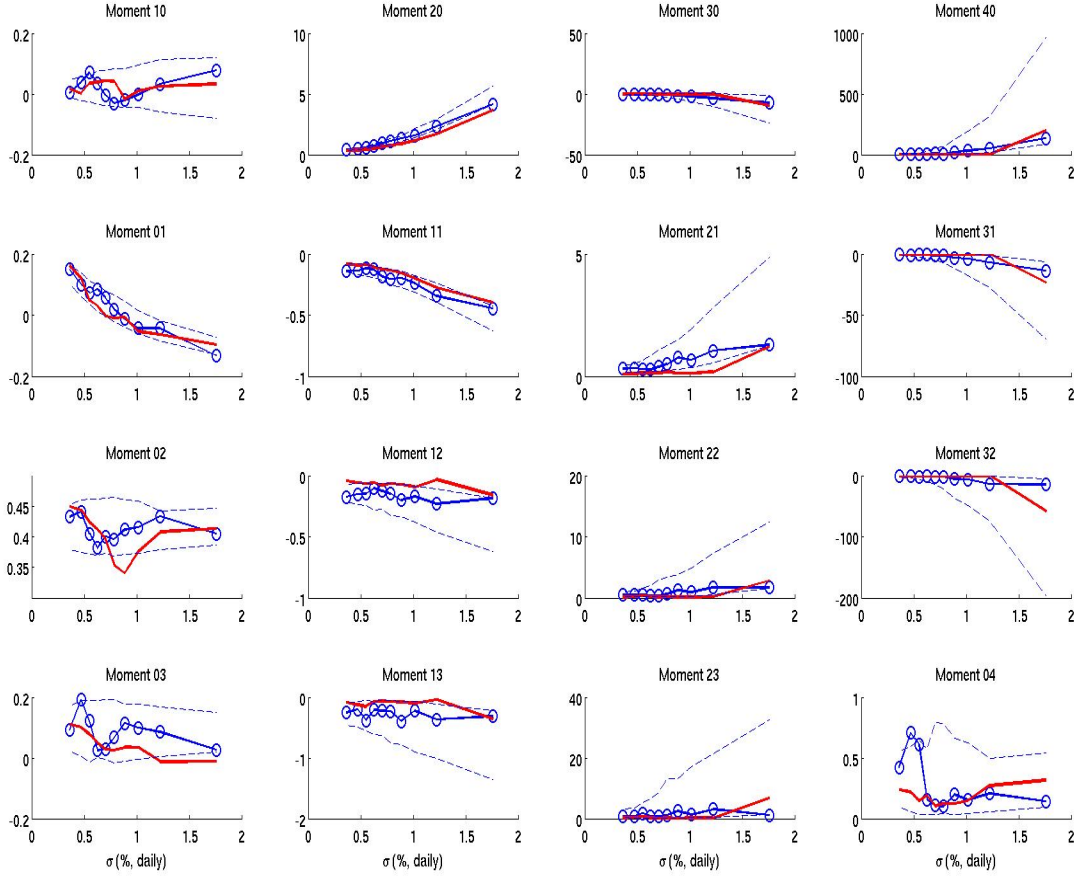 Moment 10 Moment 20 Moment 30 Moment 40
0.2 10 50 1000
0 5 0 500
-0.2 0 -50 0
0 0.5 1 1.5 2 0 0.5 1 1.5 2 0 0.5 1 1.5 2 0 0.5 1 1.5 2
Moment 01 Moment 11 Moment 21 Moment 31
0.2 0 5 0
0 -0.5 -50
-0.2 -1 0 -100
0 0.5 1 1.5 2 0 0.5 1 1.5 2 0 0.5 1 1.5 2 0 0.5 1 1.5 2
Moment 02 Moment 12 Moment 22 Moment 32
0 20 0
0.45
0.4 -0.5 10 -100
0.35
-1 0 -200
0 0.5 1 1.5 2 0 0.5 1 1.5 2 0 0.5 1 1.5 2 0 0.5 1 1.5 2
Moment 03 Moment 13 Moment 23 Moment 04
0.2 0 40 1
0 -1 20 0.5
-0.2 -2 0 0
0 0.5 1 1.5 2 0 0.5 1 1.5 2 0 0.5 1 1.5 2 0 0.5 1 1.5 2
σ (%, daily) σ (%, daily) σ (%, daily) σ (%, daily)